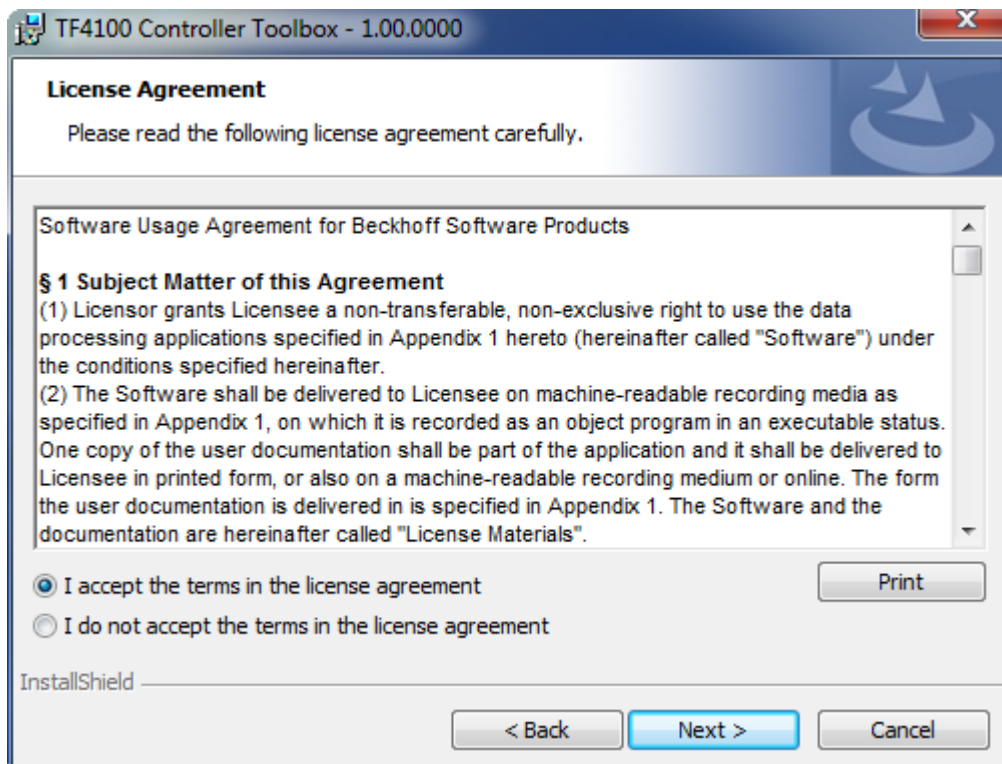 TF4100 Controller Toolbox - 1.00.0000
License Agreement
Please read the following license agreement carefully.
Software Usage Agreement for Beckhoff Software Products
§ 1 Subject Matter of this Agreement
(1) Licensor grants Licensee a non-transferable, non-exclusive right to use the data
processing applications specified in Appendix 1 hereto (hereinafter called "Software") under
the conditions specified hereinafter.
(2) The Software shall be delivered to Licensee on machine-readable recording media as
specified in Appendix 1, on which it is recorded as an object program in an executable status.
One copy of the user documentation shall be part of the application and it shall be delivered to
Licensee in printed form, or also on a machine-readable recording medium or online. The form
the user documentation is delivered in is specified in Appendix 1. The Software and the
documentation are hereinafter called "License Materials".
I accept the terms in the license agreement
Print
I do not accept the terms in the license agreement
InstallShield
< Back
Next >
Cancel